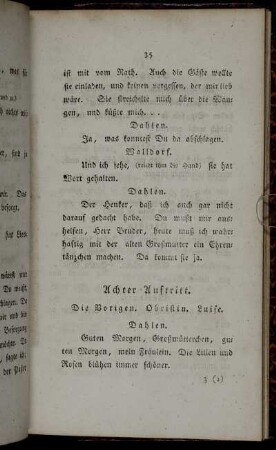 35
ist mit vom Rath. Auch die Gäste wollte
sie einladen, und keinen vergessen, der mir lieb
wäre. Sie streichelte mich über die Wan-
gen, und küßte mich. . .
Dahlen.
Ja, was konntest Du da abschlagen.
Walldorf.
Und ich sehe, (reicht ihm die Hand) sie hat
Wort gehalten.
Dahlen.
Der Henker, daß ich auch gar nicht
darauf gedacht habe. Du mußt mir aus-
helfen, Herr Bruder, heute muß ich wahr-
haftig mit der alten Großmutter ein Ehren-
tänzchen machen. Da kommt sie ja.
Achter Auftritt.
Die Vorigen. Obristin. Luise.
Dahlen.
Guten Morgen, Großmütterchen, gu-
ten Morgen, mein Fräulein. Die Lilien und
Rosen blühen immer schöner.